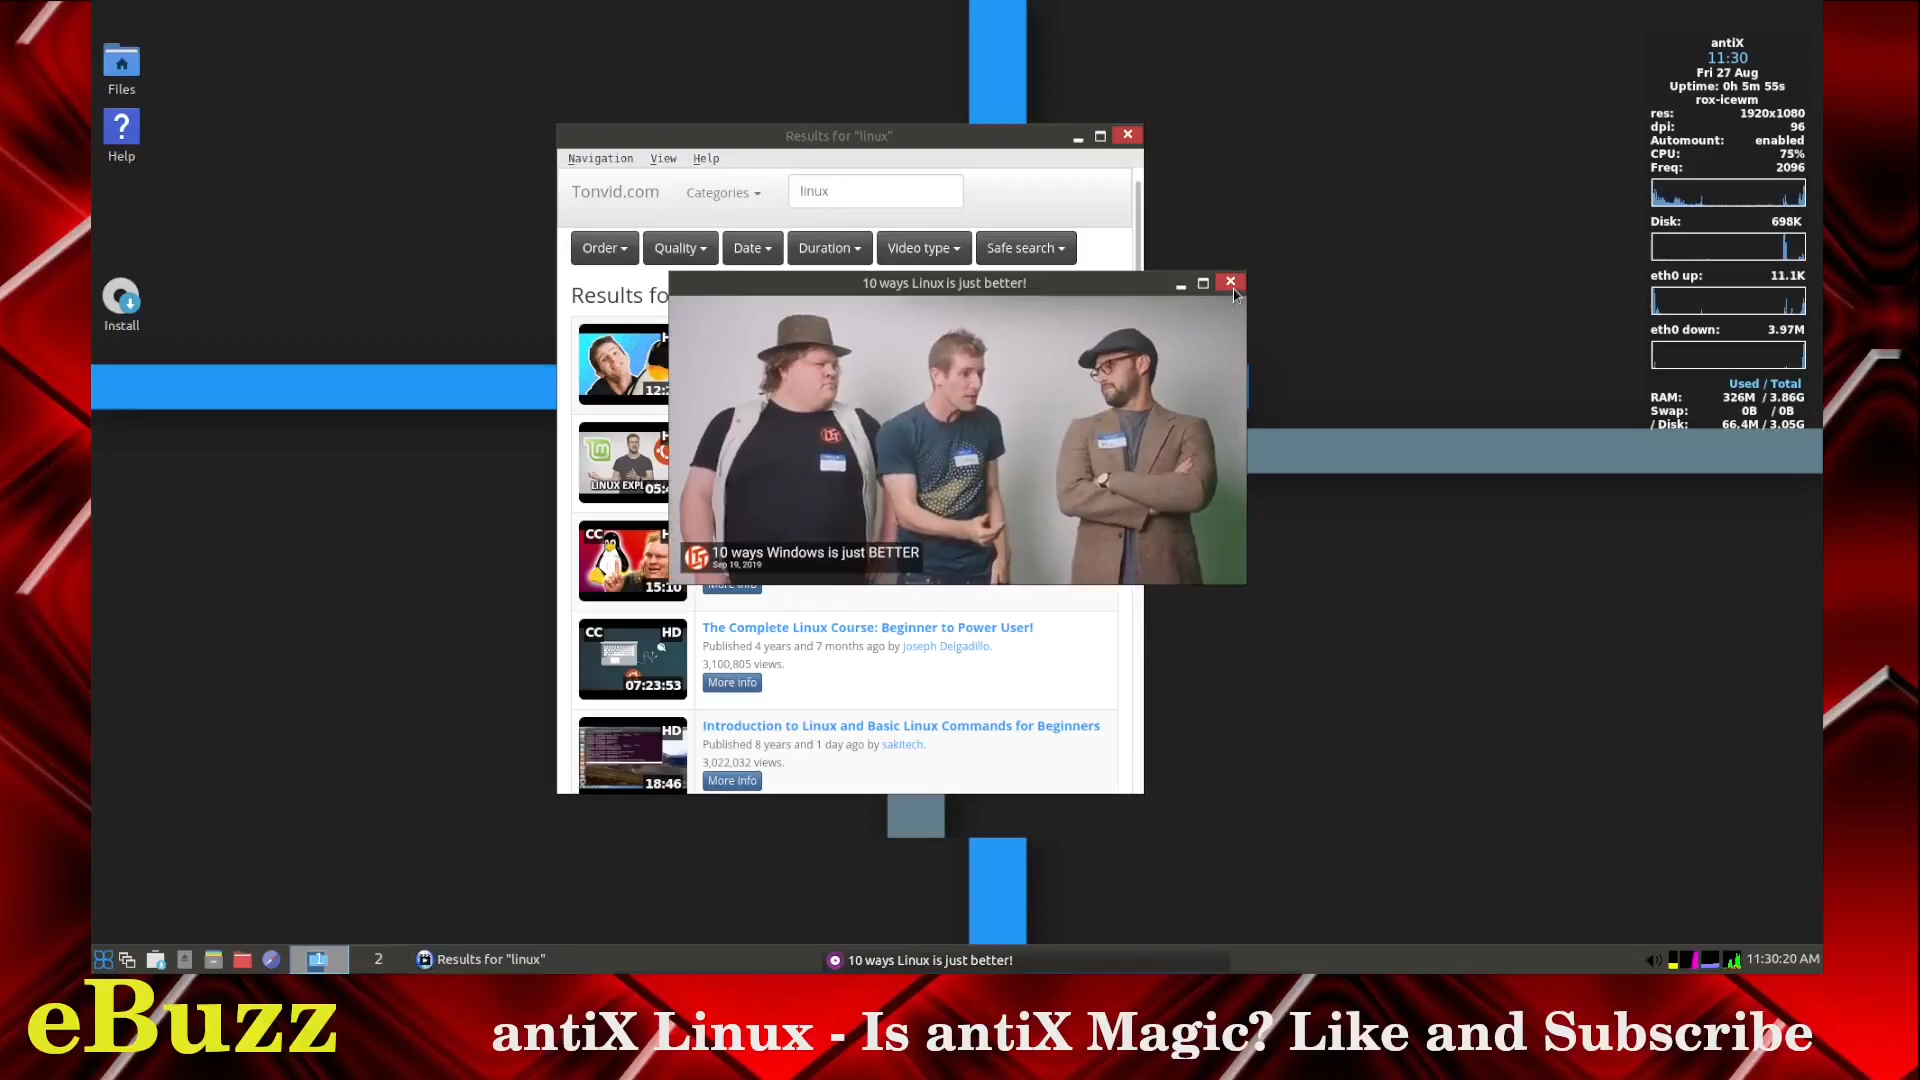 Files
Help
Install
antiX
11:30
Fri 27 Aug
Uptime: 0h 5m 55s
rox-icewm
res: 1920x1080
dpi: 96
Automount: enabled
CPU: 75%
Freq: 2096
Disk: 698K
eth0 up: 11.1K
eth0 down: 3.97M
Used / Total
RAM: 326M / 3.86G
Swap: 0B / 0B
/ Disk: 66.4M / 3.05G
Results for "linux"
Navigation View Help
Tonvid.com Categories linux
Order Quality Date Duration Video type Safe search
Results fo
10 ways Linux is just better!
LINUX EXPL
CC
15:10
LTT
10 ways Windows is just BETTER
Sep 19, 2019
More info
CC HD
07:23:53
The Complete Linux Course: Beginner to Power User!
Published 4 years and 7 months ago by Joseph Delgadillo.
3,100,805 views.
More info
HD
18:46
Introduction to Linux and Basic Linux Commands for Beginners
Published 8 years and 1 day ago by sakitech.
3,022,032 views.
More info
1 2 Results for "linux" 10 ways Linux is just better! 11:30:20 AM
eBuzz
antiX Linux - Is antiX Magic? Like and Subscribe